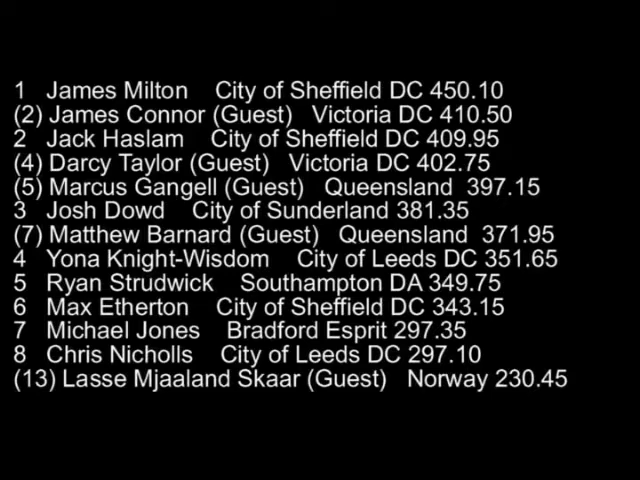 1 James Milton City of Sheffield DC 450.10
(2) James Connor (Guest) Victoria DC 410.50
2 Jack Haslam City of Sheffield DC 409.95
(4) Darcy Taylor (Guest) Victoria DC 402.75
(5) Marcus Gangell (Guest) Queensland 397.15
3 Josh Dowd City of Sunderland 381.35
(7) Matthew Barnard (Guest) Queensland 371.95
4 Yona Knight-Wisdom City of Leeds DC 351.65
5 Ryan Strudwick Southampton DA 349.75
6 Max Etherton City of Sheffield DC 343.15
7 Michael Jones Bradford Esprit 297.35
8 Chris Nicholls City of Leeds DC 297.10
(13) Lasse Mjaaland Skaar (Guest) Norway 230.45